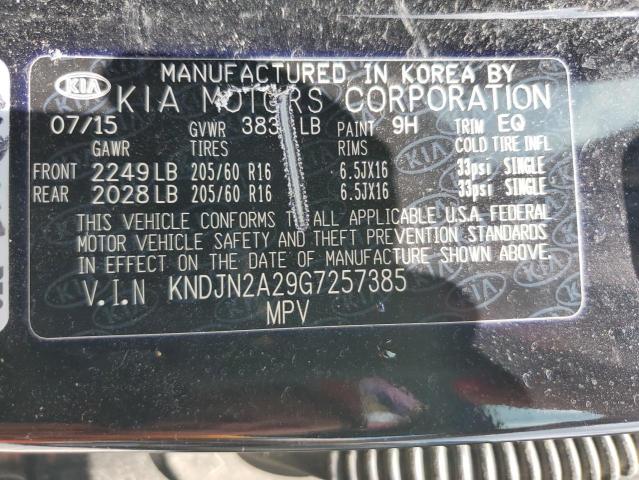 MANUFACTURED IN KOREA BY
KIA KIA MOTORS CORPORATION
07/15 GVWR LB PAINT 9H TRIM EQ
GAWR TIRES RIMS COLD TIRE INFL
FRONT 2249LB 205/60 R16 6.5JX16 33psi SINGLE
REAR 2028LB 205/60 R16 6.5JX16 33psi SINGLE
THIS VEHICLE CONFORMS TO ALL APPLICABLE U.S.A. FEDERAL
MOTOR VEHICLE SAFETY AND THEFT PREVENTION STANDARDS
IN EFFECT ON THE DATE OF MANUFACTURE SHOWN ABOVE.
V.I.N KNDJN2A29G7257385
MPV